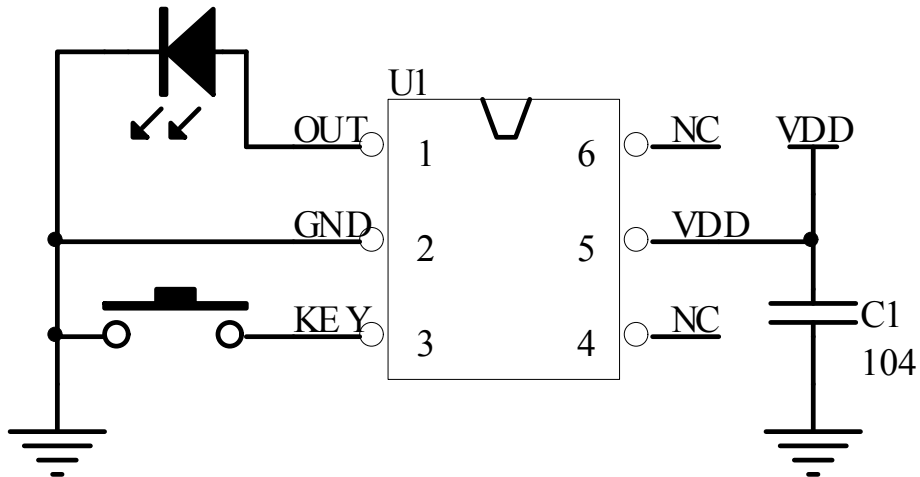 U1
OUT 1 6 NC VDD
GND 2 5 VDD
KEY 3 4 NC C1
104